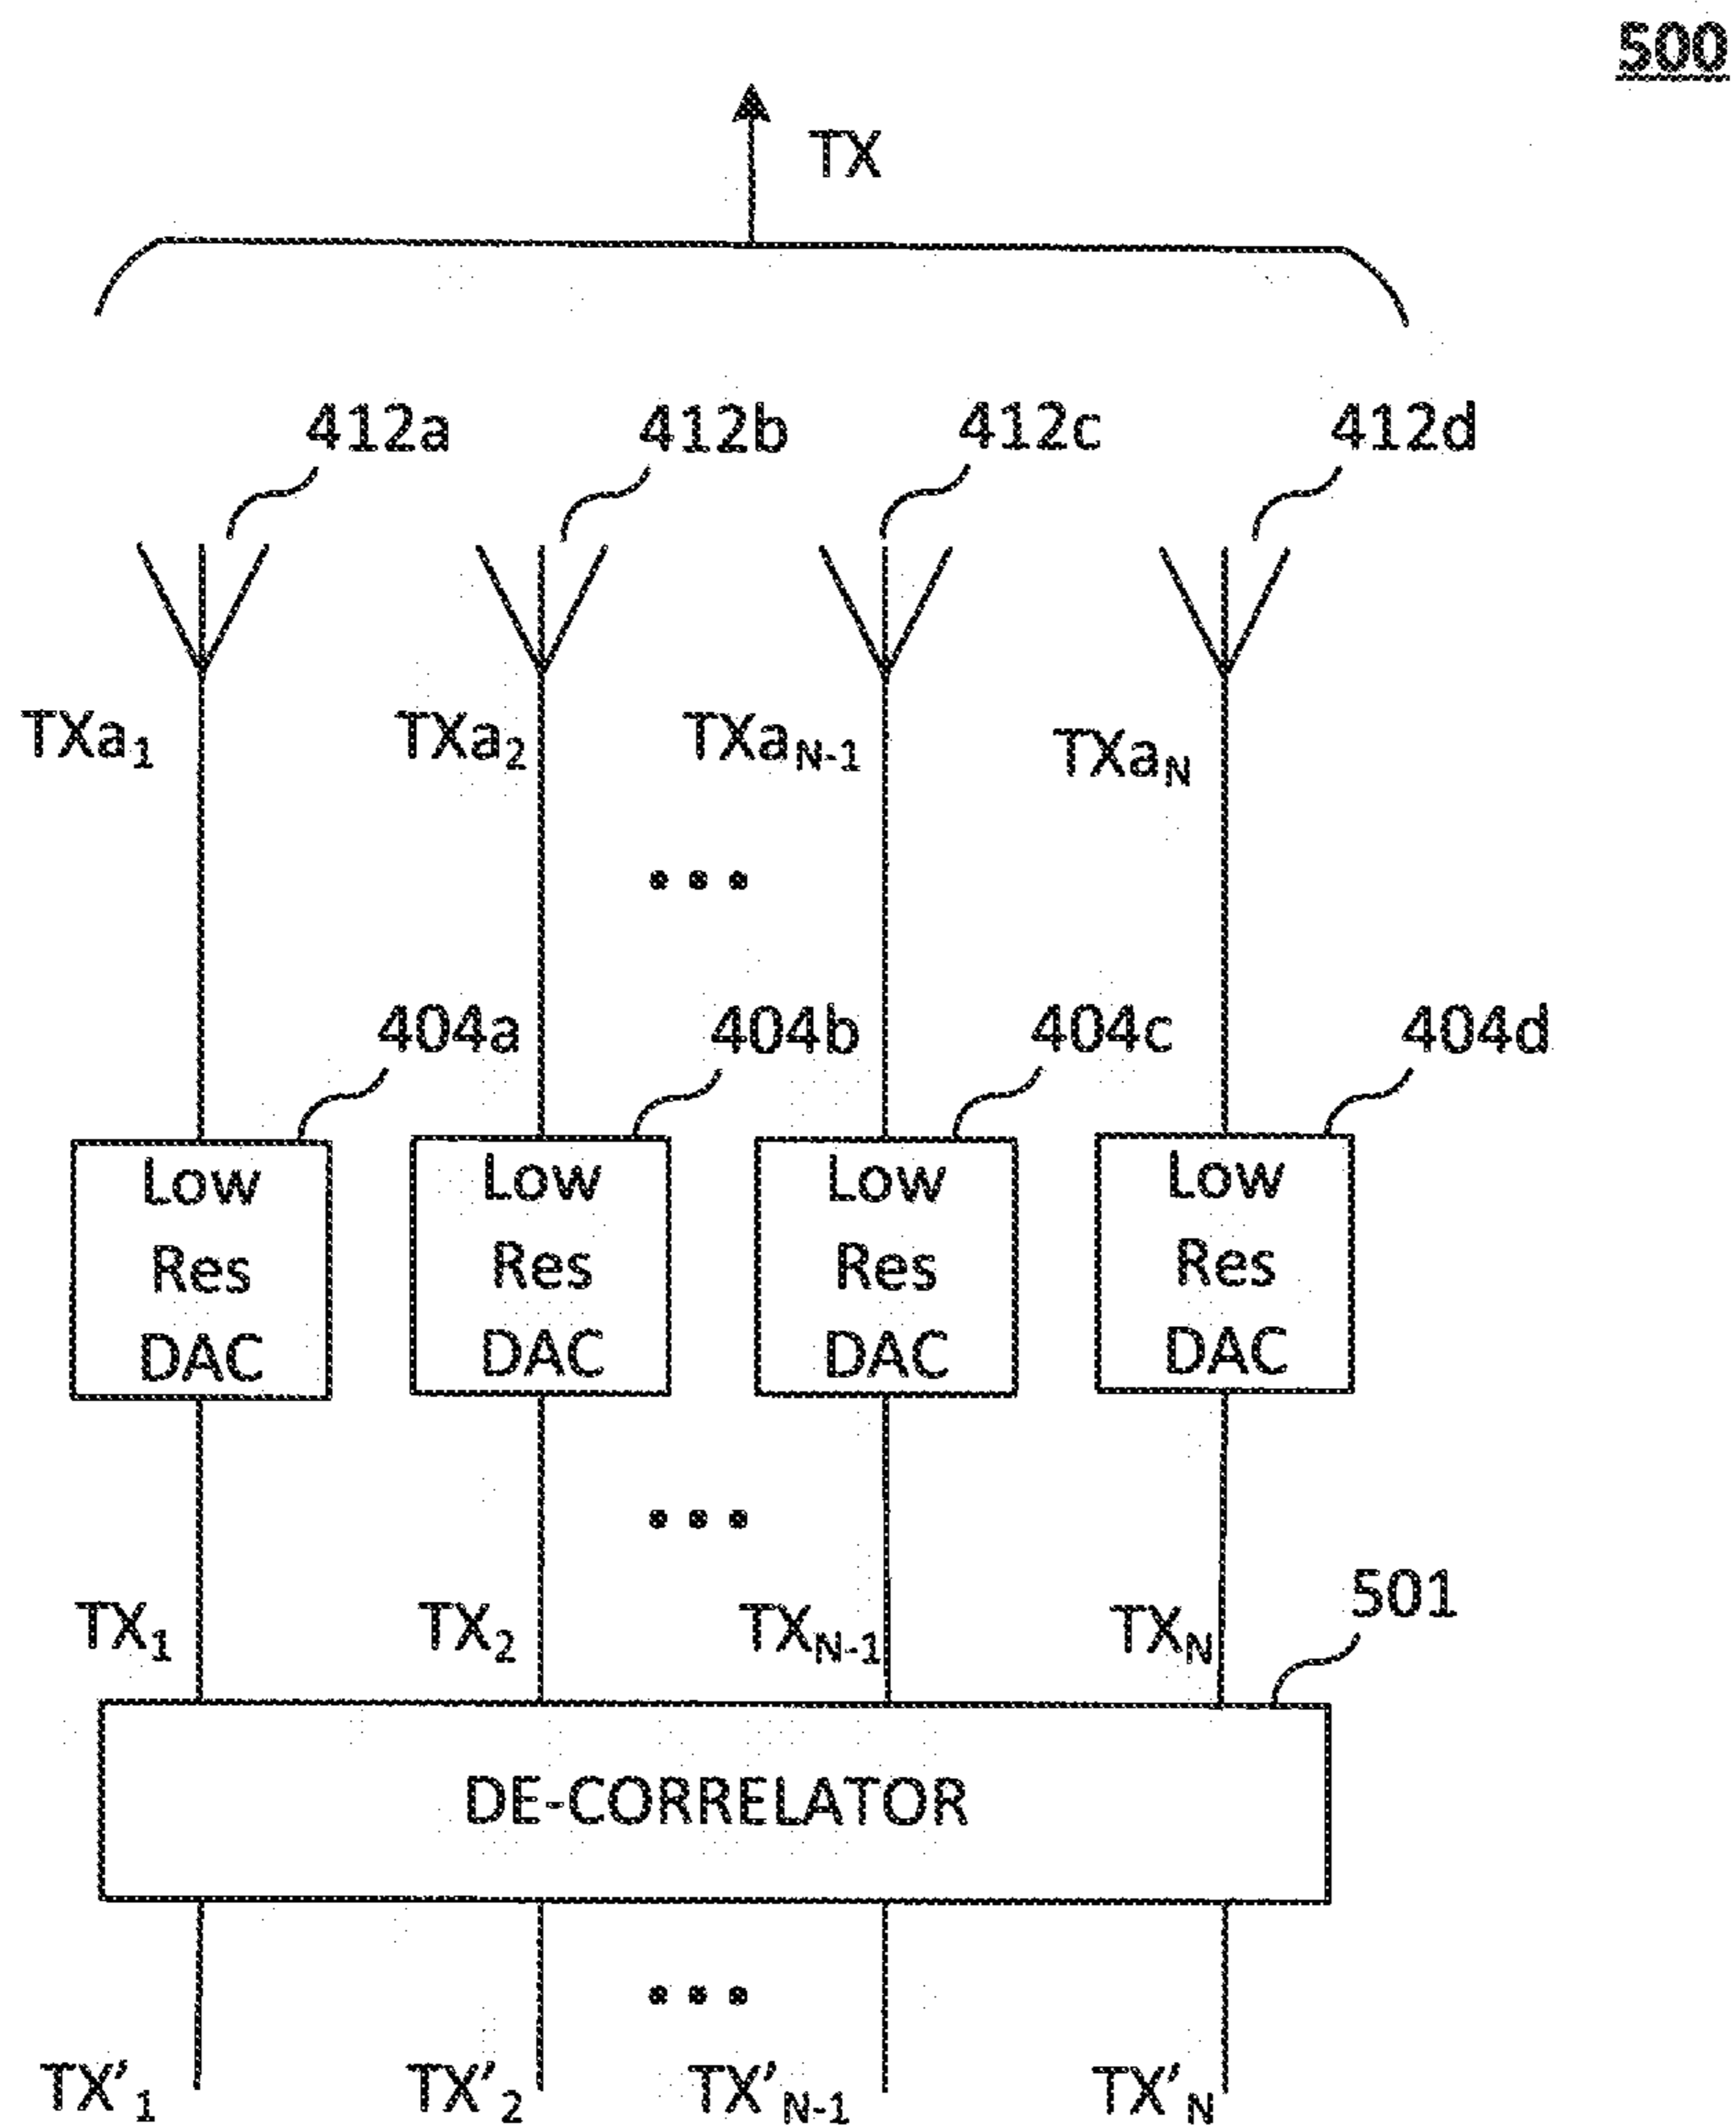 500
TX
412a 412b 412c 412d
TXa₁ TXa₂ TXaN-1 TXaN
•••
404a 404b 404c 404d
Low Low Low Low
Res Res Res Res
DAC DAC DAC DAC
•••
501
TX₁ TX₂ TXN-1 TXN
DE-CORRELATOR
•••
TX’₁ TX’₂ TX’N-1 TX’N